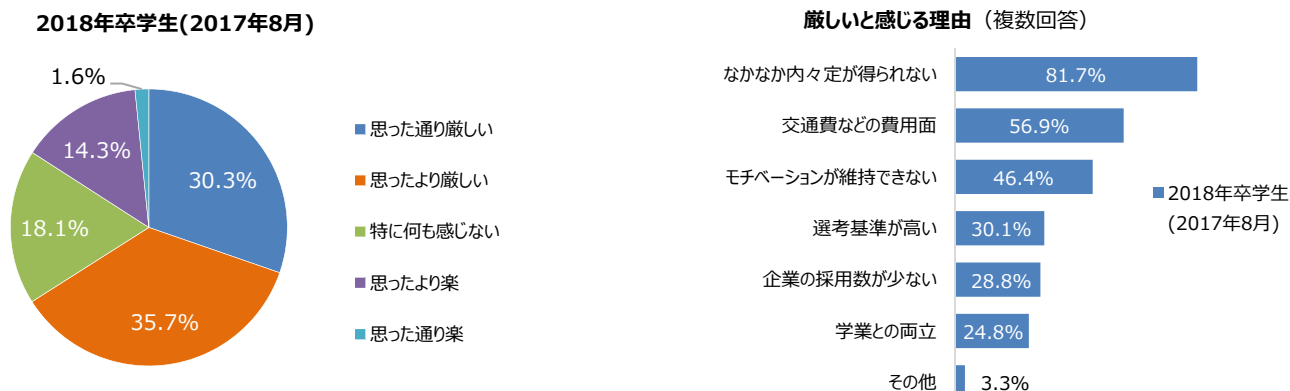 2018年卒学生(2017年8月)
1.6%
14.3%
30.3%
18.1%
35.7%
思った通り厳しい
思ったより厳しい
特に何も感じない
思ったより楽
思った通り楽
厳しいと感じる理由（複数回答）
なかなか内々定が得られない 81.7%
交通費などの費用面 56.9%
モチベーションが維持できない 46.4%
選考基準が高い 30.1%
企業の採用数が少ない 28.8%
学業との両立 24.8%
その他 3.3%
2018年卒学生
(2017年8月)